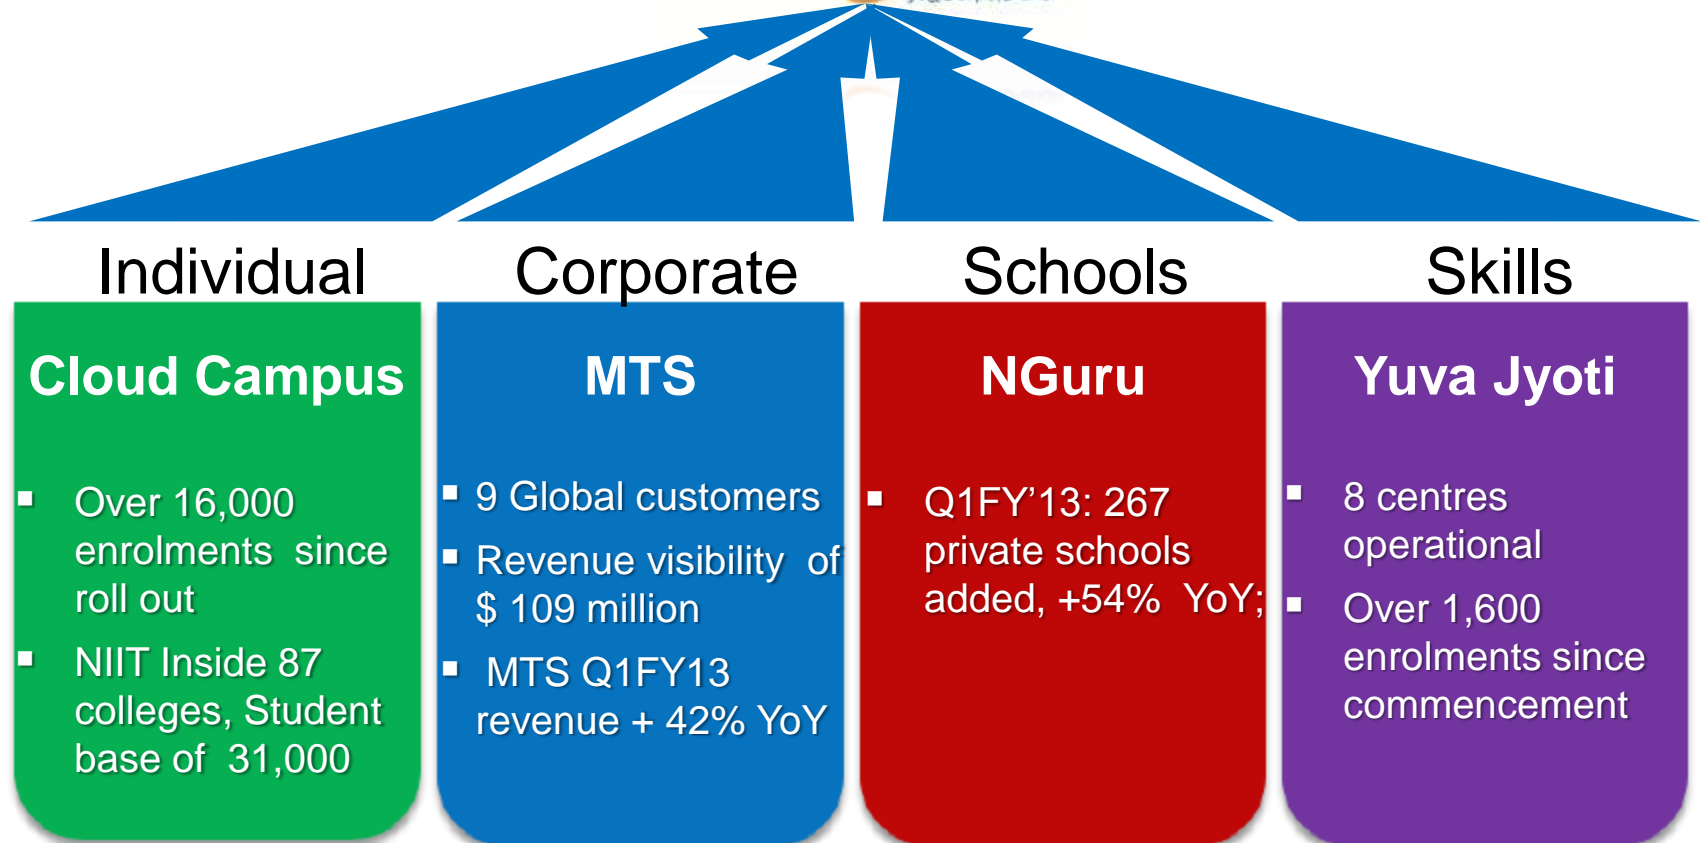 Individual
Corporate
Schools
Skills
Cloud Campus
▪ Over 16,000
enrolments since
roll out
▪ NIIT Inside 87
colleges, Student
base of 31,000
MTS
▪ 9 Global customers
▪ Revenue visibility of
$ 109 million
▪ MTS Q1FY13
revenue + 42% YoY
NGuru
▪ Q1FY’13: 267
private schools
added, +54% YoY;
Yuva Jyoti
▪ 8 centres
operational
▪ Over 1,600
enrolments since
commencement